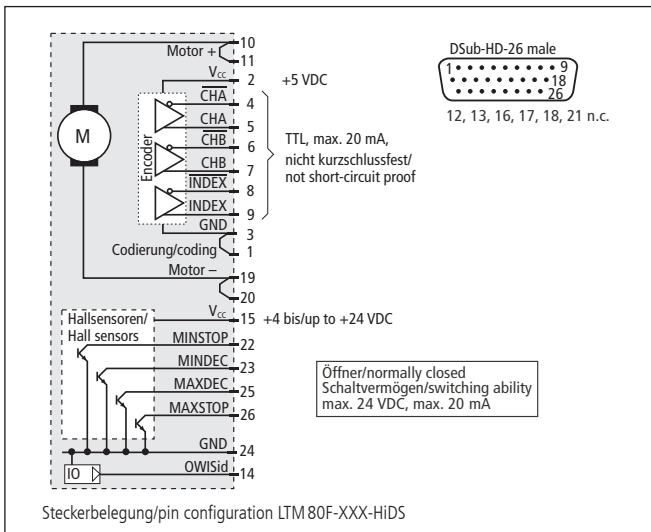 Motor +
10
11
V_CC
2
+5 VDC
CHA
4
CHA
5
CHB
6
CHB
7
INDEX
8
INDEX
9
GND
3
Codierung/coding
1
Motor –
19
20
M
Encoder
TTL, max. 20 mA,
nicht kurzschlussfest/
not short-circuit proof
DSub-HD-26 male
1
9
18
26
12, 13, 16, 17, 18, 21 n.c.
Hallsensoren/
Hall sensors
V_CC
15
+4 bis/up to +24 VDC
MINSTOP
22
MINDEC
23
MAXDEC
25
MAXSTOP
26
GND
24
IO
OWISid
14
Öffner/normally closed
Schaltvermögen/switching ability
max. 24 VDC, max. 20 mA
Steckerbelegung/pin configuration LTM 80F-XXX-HiDS